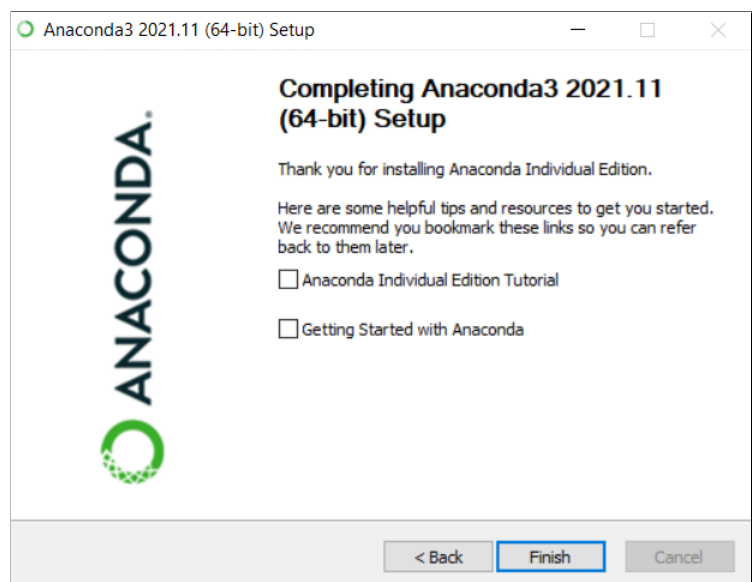 Anaconda3 2021.11 (64-bit) Setup
Completing Anaconda3 2021.11
(64-bit) Setup
Thank you for installing Anaconda Individual Edition.
Here are some helpful tips and resources to get you started.
We recommend you bookmark these links so you can refer
back to them later.
Anaconda Individual Edition Tutorial
Getting Started with Anaconda
ANACONDA.
< Back
Finish
Cancel